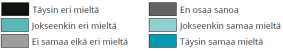 Täysin eri mieltä
Jokseenkin eri mieltä
Ei samaa eikä eri mieltä
En osaa sanoa
Jokseenkin samaa mieltä
Täysin samaa mieltä